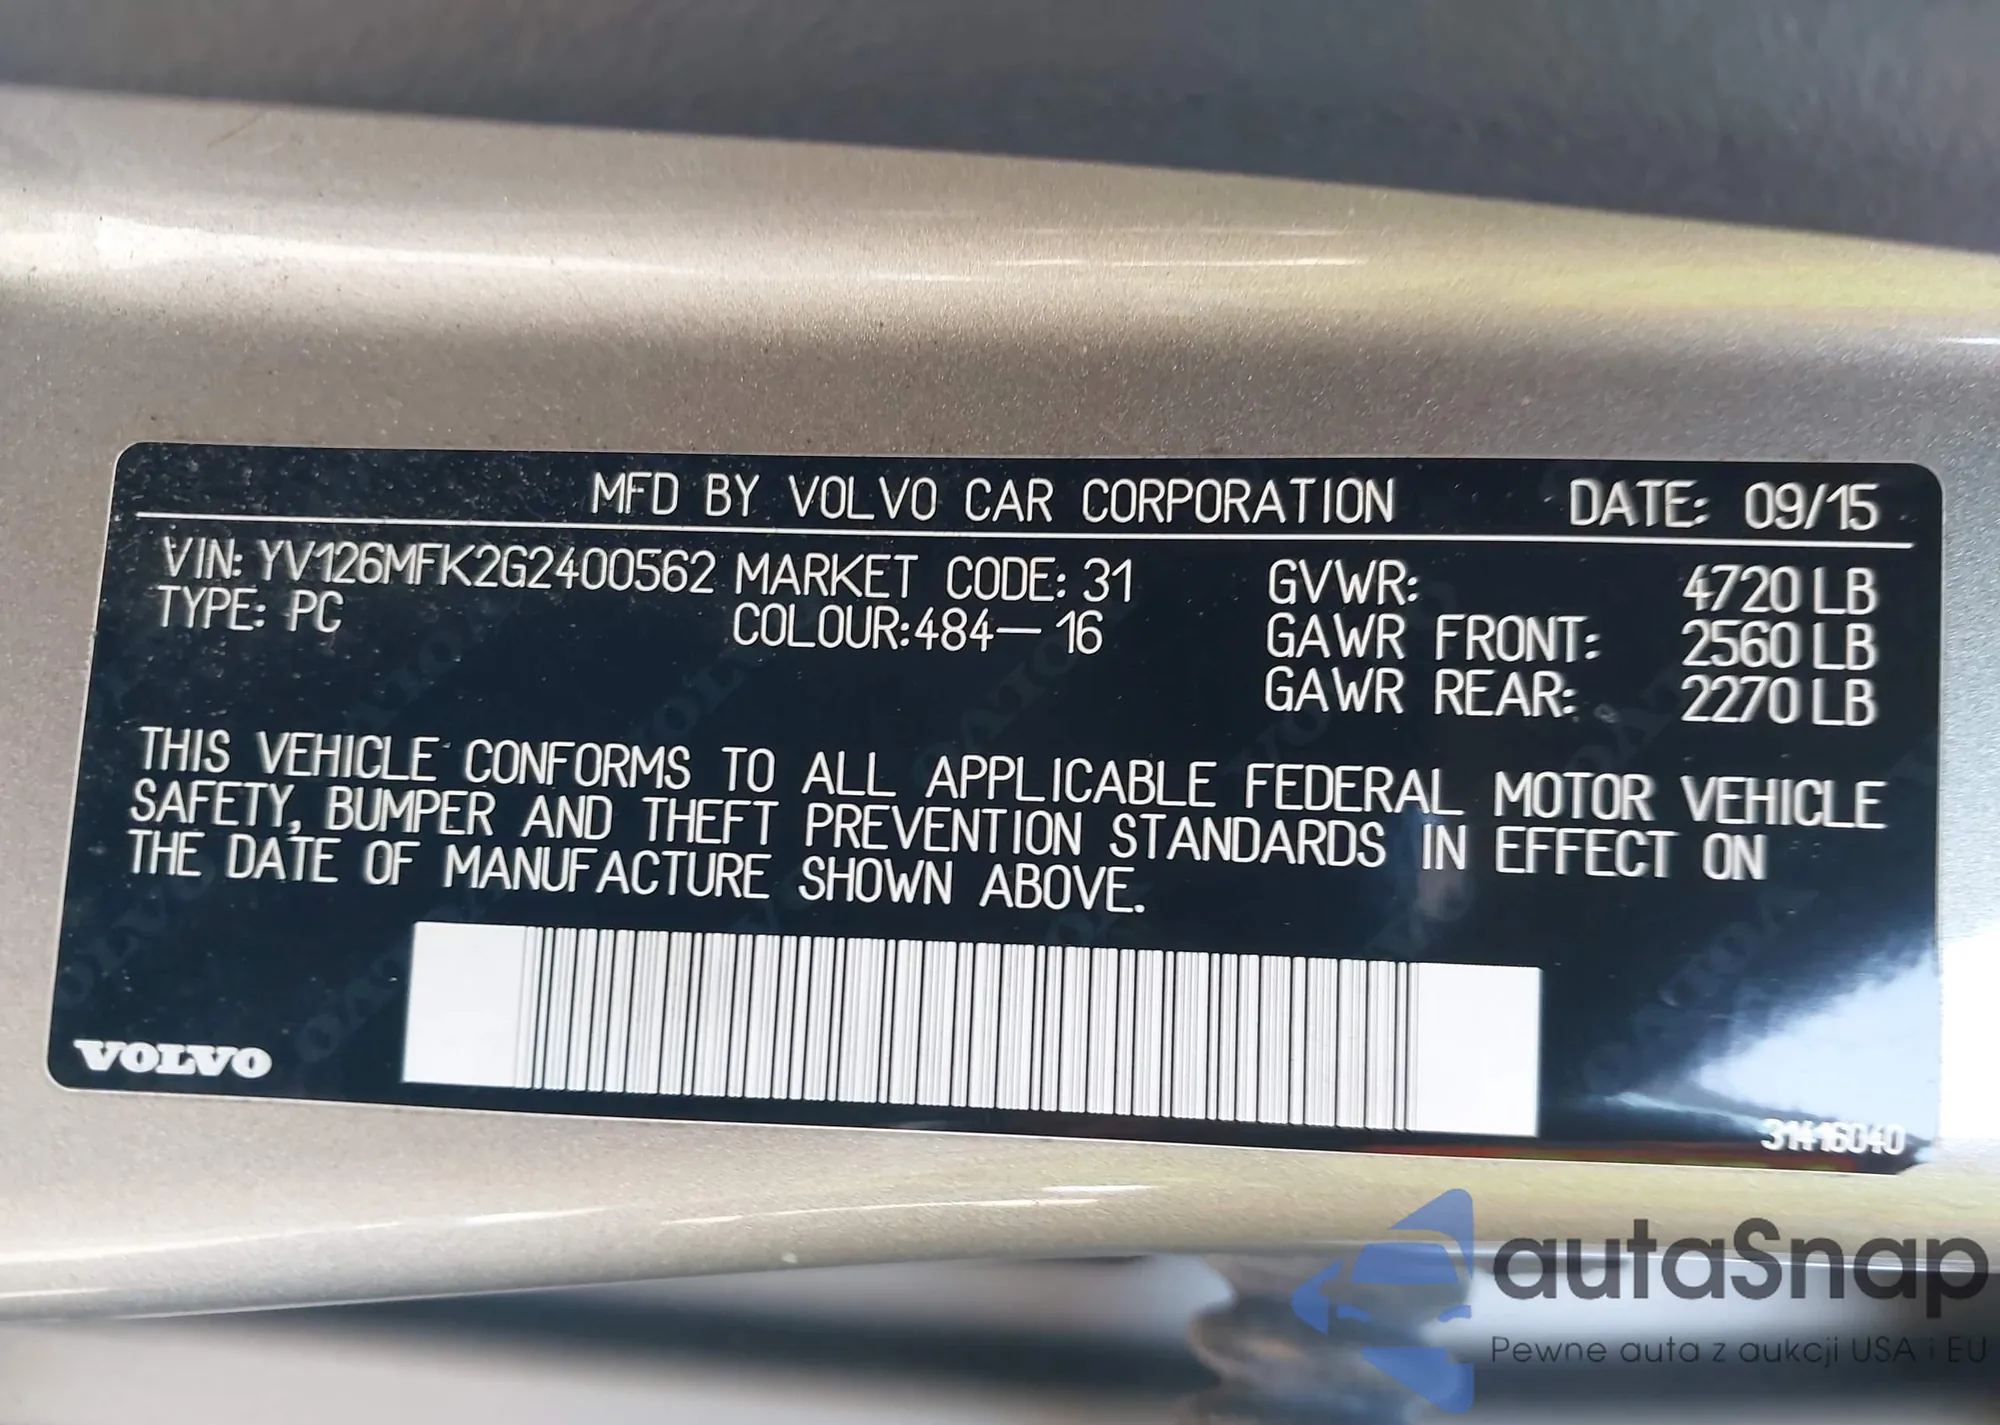 MFD BY VOLVO CAR CORPORATION DATE: 09/15
VIN: YV126MFK2G2400562 MARKET CODE: 31 GVWR: 4720 LB
TYPE: PC COLOUR:484—16 GAWR FRONT: 2560 LB
GAWR REAR: 2270 LB
THIS VEHICLE CONFORMS TO ALL APPLICABLE FEDERAL MOTOR VEHICLE
SAFETY, BUMPER AND THEFT PREVENTION STANDARDS IN EFFECT ON
THE DATE OF MANUFACTURE SHOWN ABOVE.
VOLVO
31416040
autaSnap
Pewne auta z aukcji USA i EU